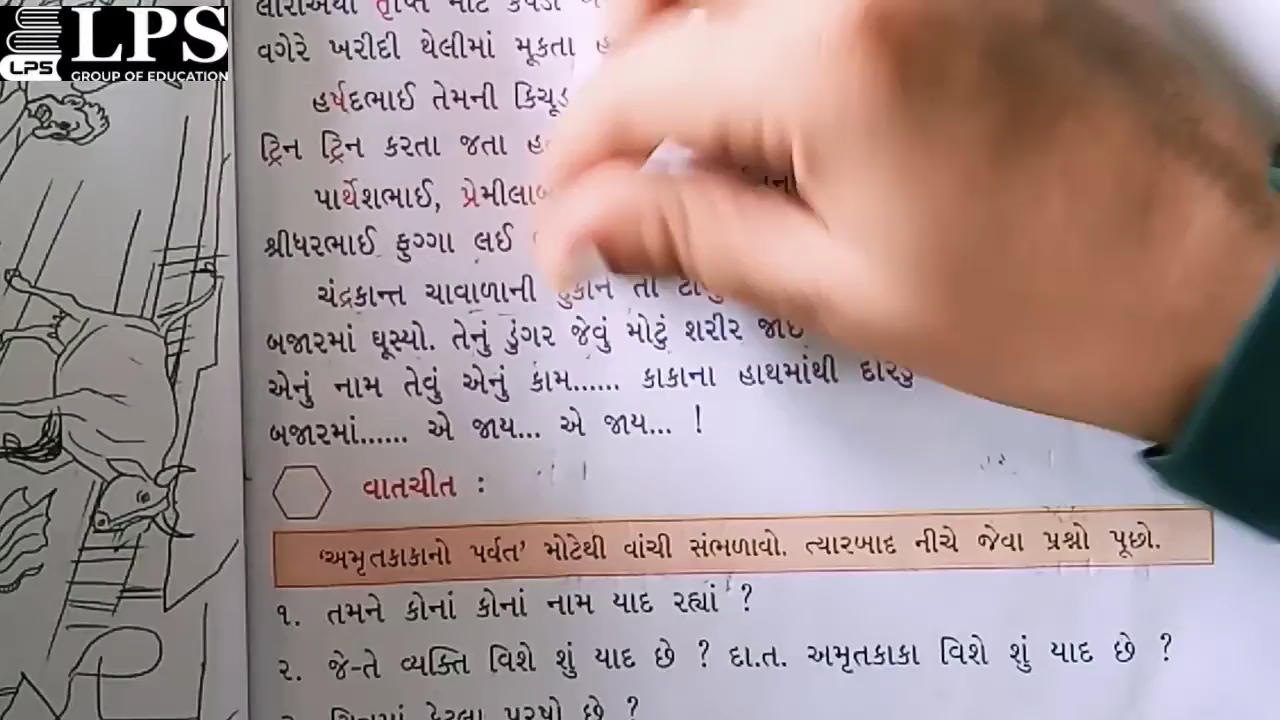 LPS
LPS
GROUP OF EDUCATION
વગેરે ખરીદી થેલીમાં મૂકતા
હર્ષદભાઈ તેમની
ટ્રિન ટ્રિન કરતા જતા
પાર્થેશભાઈ,
શ્રીધરભાઈ ફુગ્ગા લઈ
ચંદ્રકાન્ત ચાવાળાની દુકાને તો
બજારમાં ઘૂસ્યો. તેનું ડુંગર જેવું મોટું શરીર
એનું નામ તેવું એનું કામ...... કાકાના હાથમાંથી
બજારમાં...... એ જાય... એ જાય... !
વાતચીત :
‘અમૃતકાકાનો પર્વત’ મોટેથી વાંચી સંભળાવો. ત્યારબાદ નીચે જેવા પ્રશ્નો પૂછો.
૧. તમને કોનાં કોનાં નામ યાદ રહ્યાં ?
૨. જે-તે વ્યક્તિ વિશે શું યાદ છે ? દા.ત. અમૃતકાકા વિશે શું યાદ છે ?
કેટલા પુરુષો છે ?